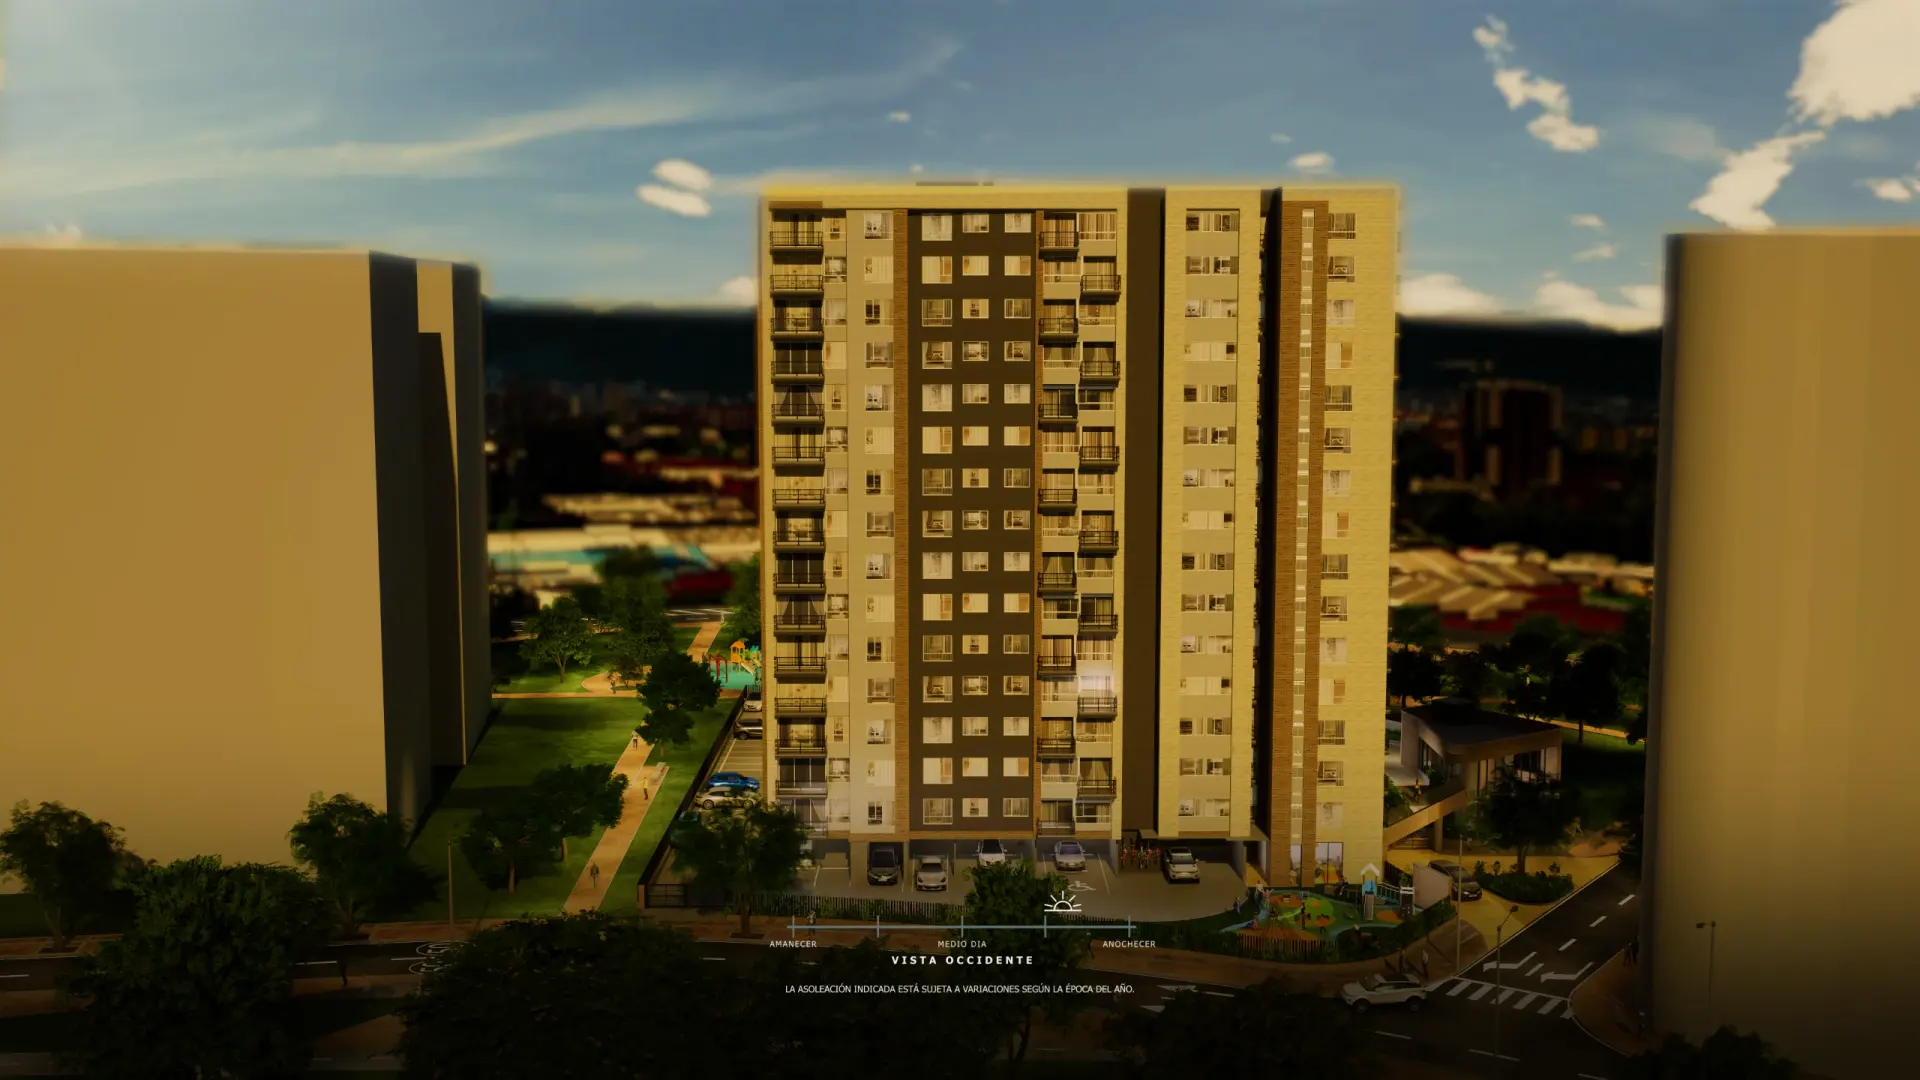 AMANECER
MEDIO DIA
ANOCHECER
VISTA OCCIDENTE
LA ASOLEACIÓN INDICADA ESTÁ SUJETA A VARIACIONES SEGÚN LA ÉPOCA DEL AÑO.